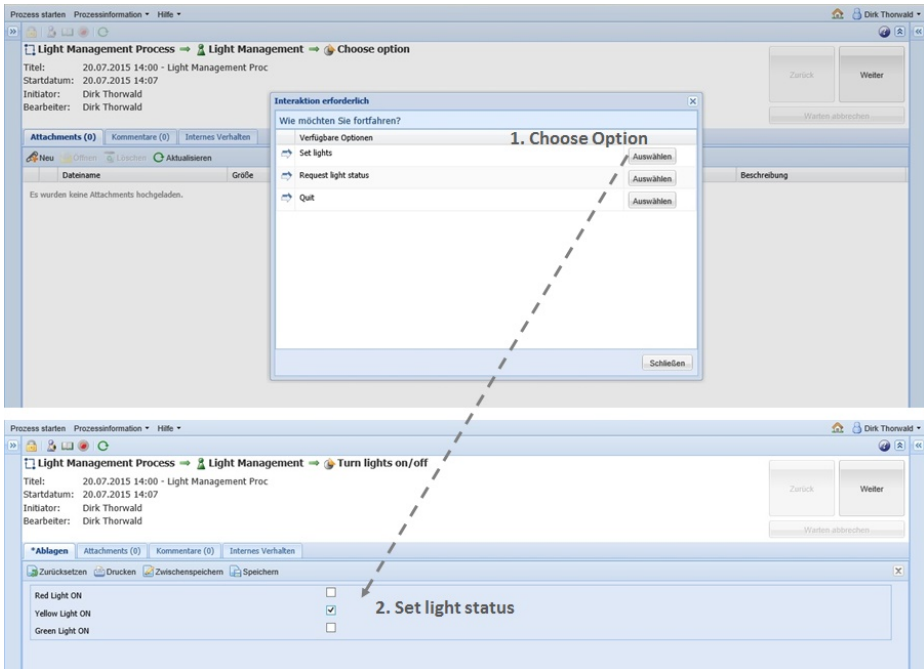 Prozess starten Prozessinformation Hilfe Dirk Thorwald
Light Management Process Light Management Choose option
Titel: 20.07.2015 14:00 - Light Management Proc
Startdatum: 20.07.2015 14:07
Initiator: Dirk Thorwald
Bearbeiter: Dirk Thorwald
Zurück Weiter
Warten abbrechen
Attachments (0) Kommentare (0) Internes Verhalten
Neu Öffnen Löschen Aktualisieren
Dateiname Größe Beschreibung
Es wurden keine Attachments hochgeladen.
Interaktion erforderlich
Wie möchten Sie fortfahren?
Verfügbare Optionen
1. Choose Option
Set lights Auswählen
Request light status Auswählen
Quit Auswählen
Schließen
Prozess starten Prozessinformation Hilfe Dirk Thorwald
Light Management Process Light Management Turn lights on/off
Titel: 20.07.2015 14:00 - Light Management Proc
Startdatum: 20.07.2015 14:07
Initiator: Dirk Thorwald
Bearbeiter: Dirk Thorwald
Zurück Weiter
Warten abbrechen
*Ablagen Attachments (0) Kommentare (0) Internes Verhalten
Zurücksetzen Drucken Zwischenspeichern Speichern
Red Light ON
Yellow Light ON
Green Light ON
2. Set light status